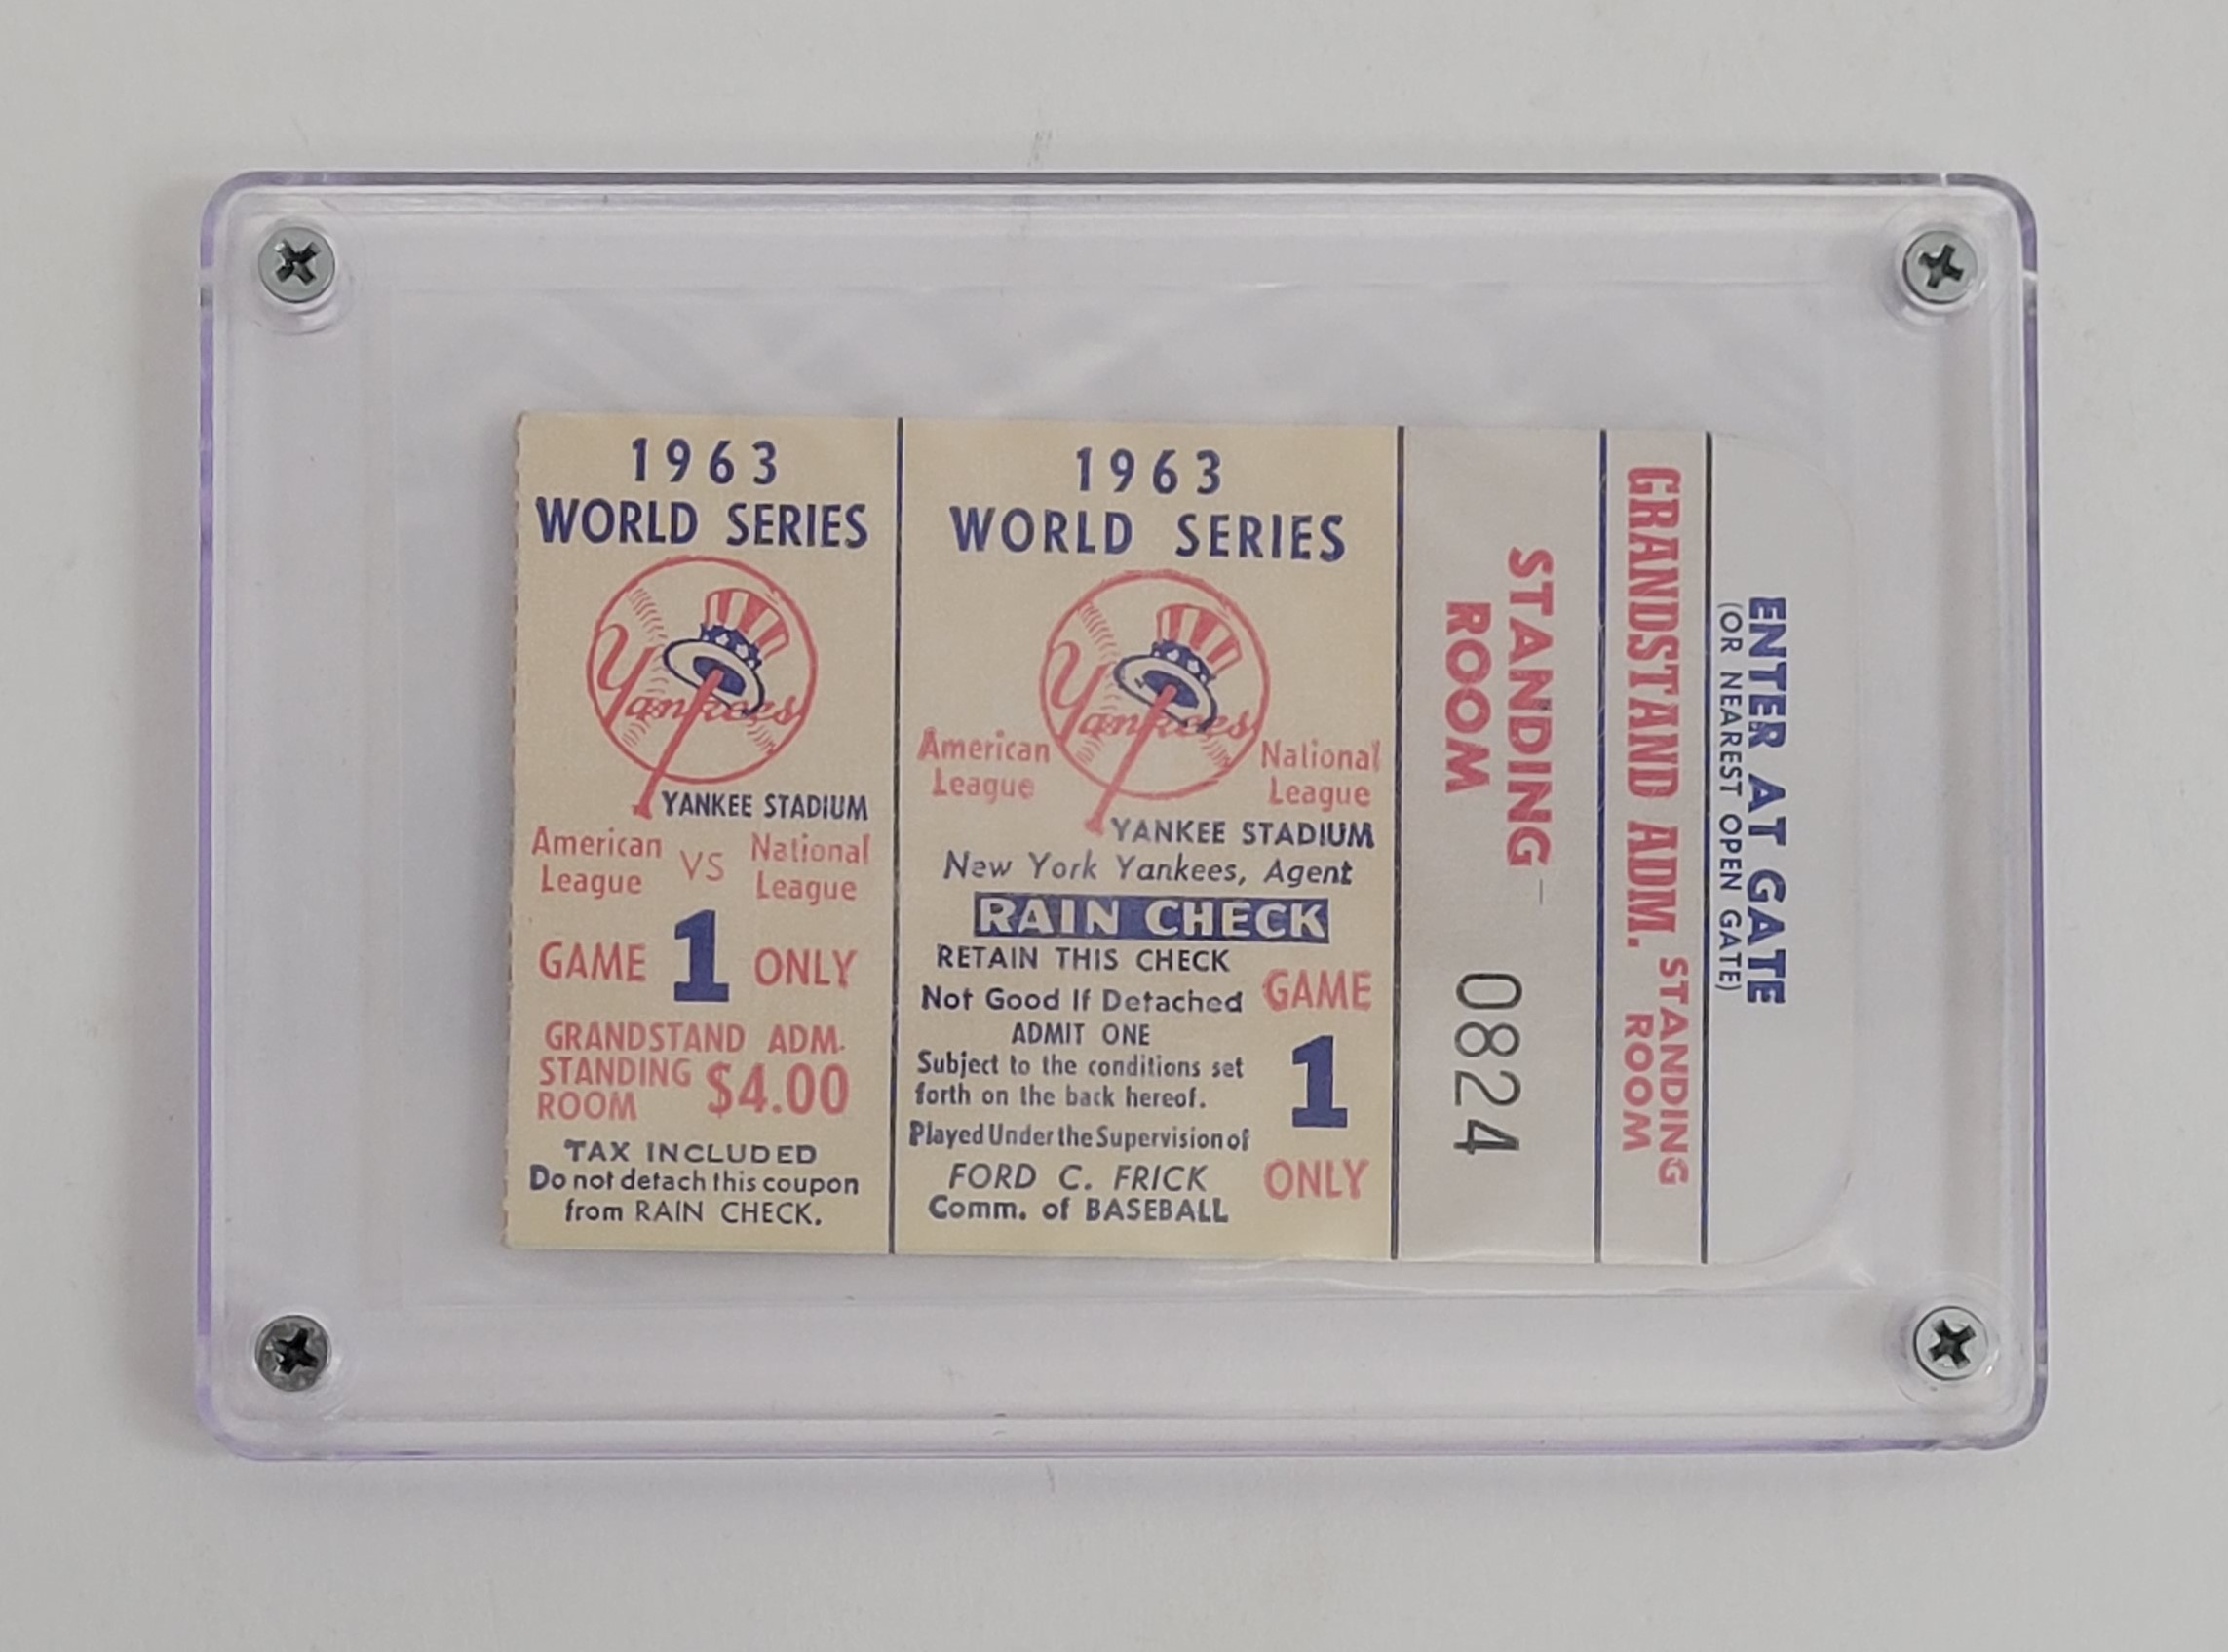 1963
WORLD SERIES
Yankees
YANKEE STADIUM
American League VS National League
GAME 1 ONLY
GRANDSTAND ADM.
STANDING ROOM $4.00
TAX INCLUDED
Do not detach this coupon
from RAIN CHECK.
1963
WORLD SERIES
Yankees
American League
National League
YANKEE STADIUM
New York Yankees, Agent
RAIN CHECK
RETAIN THIS CHECK
Not Good If Detached
ADMIT ONE
Subject to the conditions set
forth on the back hereof.
Played Under the Supervision of
FORD C. FRICK
Comm. of BASEBALL
GAME
1
ONLY
STANDING
ROOM
0824
GRANDSTAND ADM.
STANDING
ROOM
ENTER AT GATE
(OR NEAREST OPEN GATE)